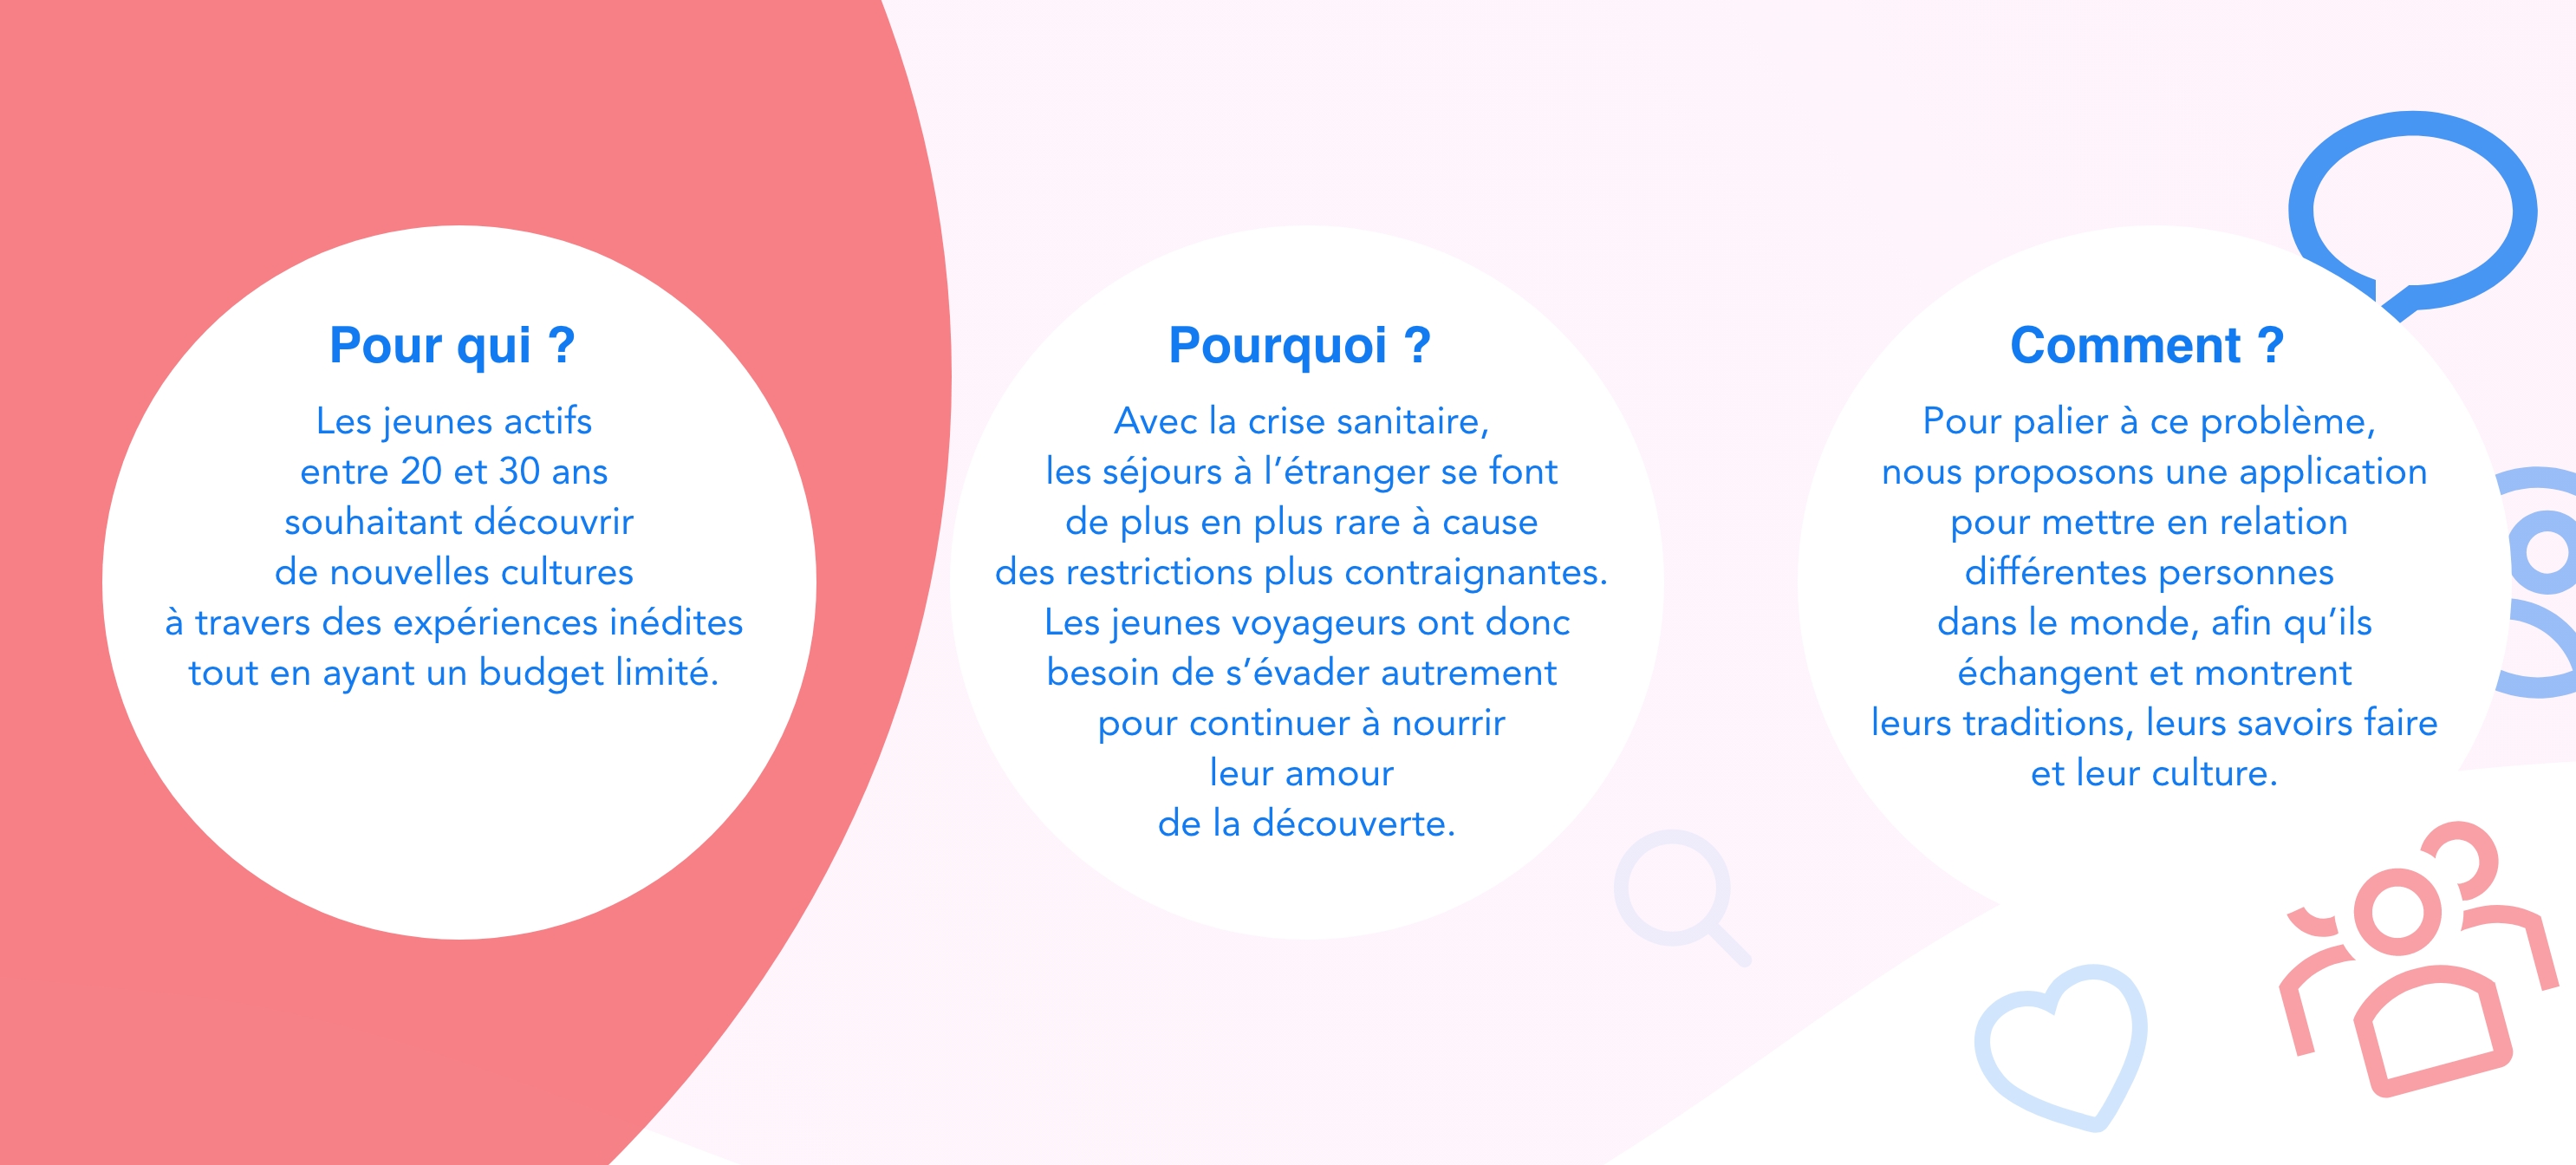 Pour qui ?
Les jeunes actifs
entre 20 et 30 ans
souhaitant découvrir
de nouvelles cultures
à travers des expériences inédites
tout en ayant un budget limité.
Pourquoi ?
Avec la crise sanitaire,
les séjours à l’étranger se font
de plus en plus rare à cause
des restrictions plus contraignantes.
Les jeunes voyageurs ont donc
besoin de s’évader autrement
pour continuer à nourrir
leur amour
de la découverte.
Comment ?
Pour palier à ce problème,
nous proposons une application
pour mettre en relation
différentes personnes
dans le monde, afin qu’ils
échangent et montrent
leurs traditions, leurs savoirs faire
et leur culture.